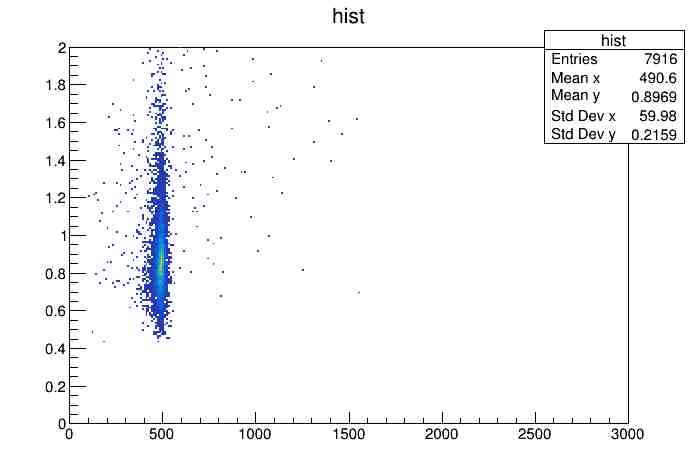 hist
hist
Entries 7916
Mean x 490.6
Mean y 0.8969
Std Dev x 59.98
Std Dev y 0.2159
2
1.8
1.6
1.4
1.2
1
0.8
0.6
0.4
0.2
0
0 500 1000 1500 2000 2500 3000